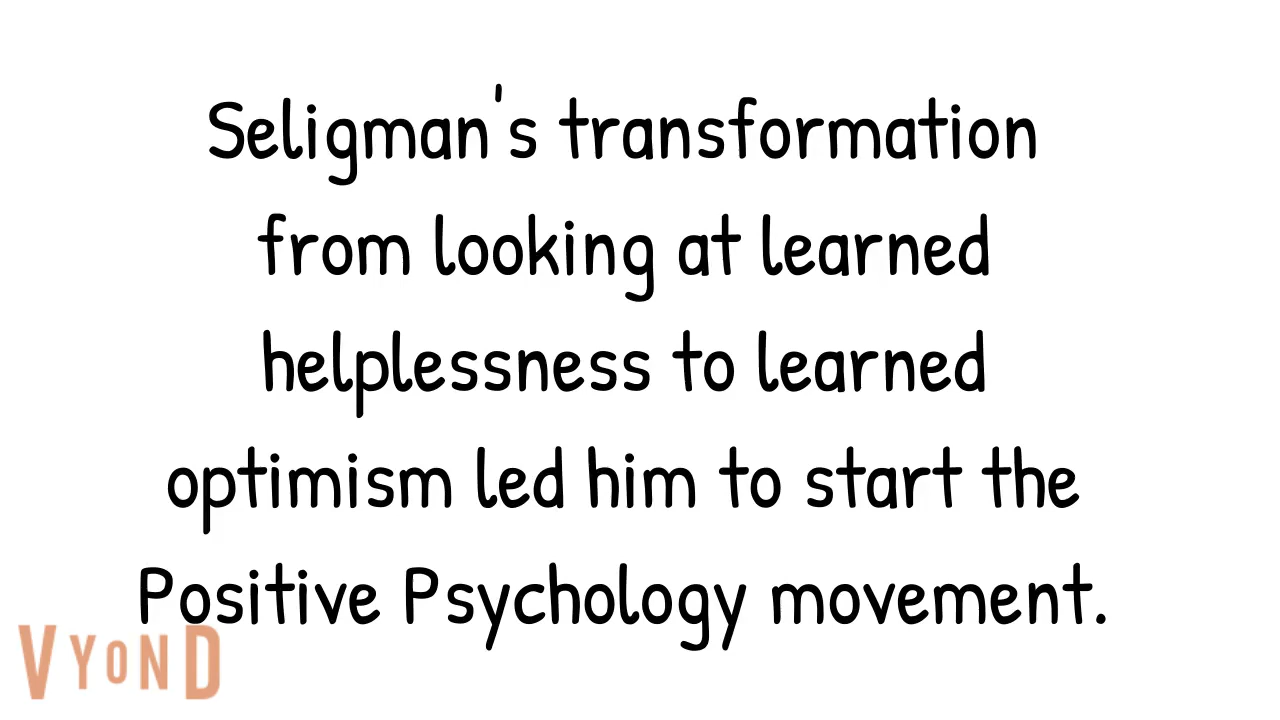 Seligman's transformation
from looking at learned
helplessness to learned
optimism led him to start the
Positive Psychology movement.
VYOND